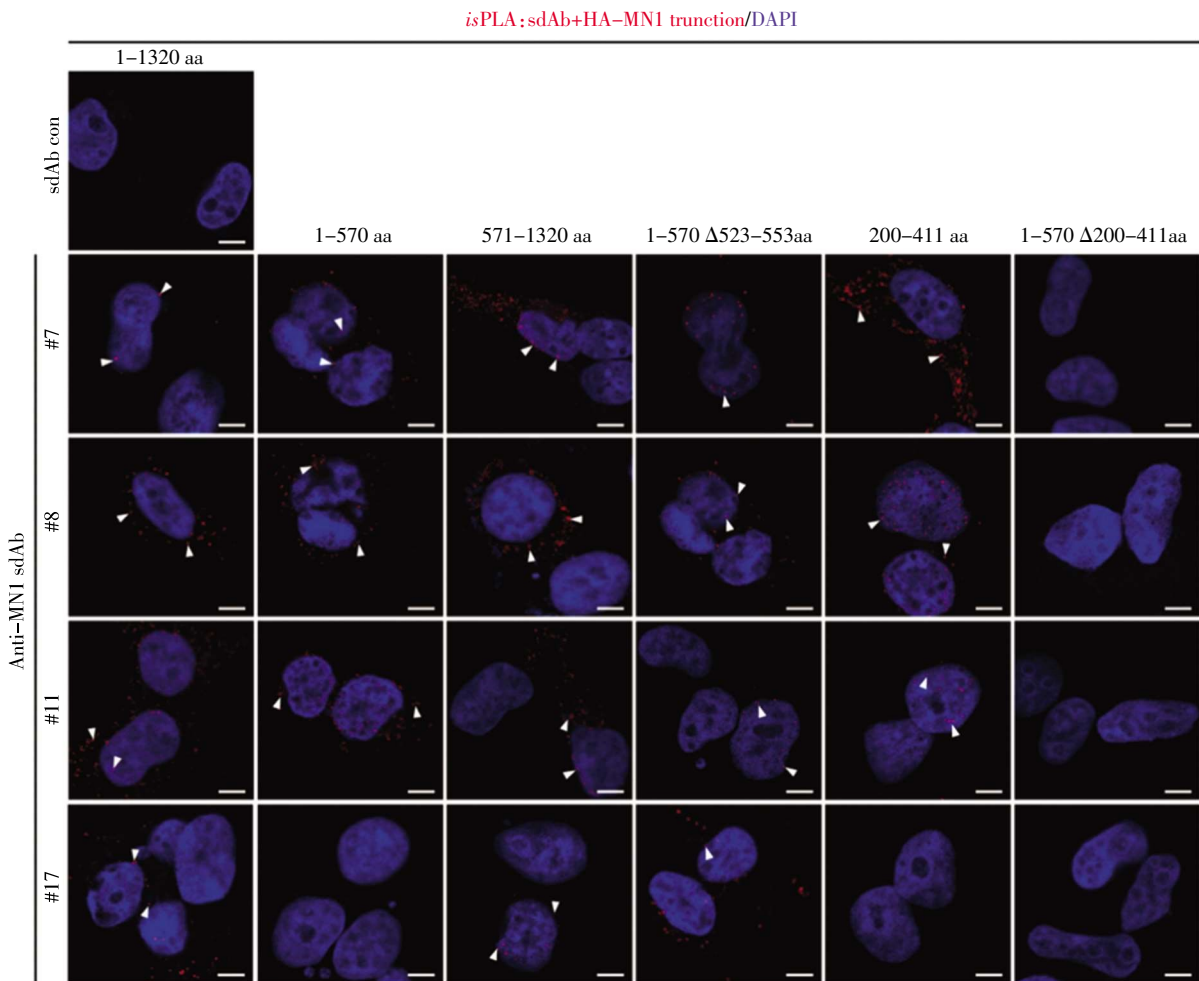 isPLA:sdAb+HA-MN1 trunction/DAPI
1-1320 aa
sdAb con
1-570 aa
571-1320 aa
1-570 Δ523-553aa
200-411 aa
1-570 Δ200-411aa
Anti-MN1 sdAb
#7
#8
#11
#17